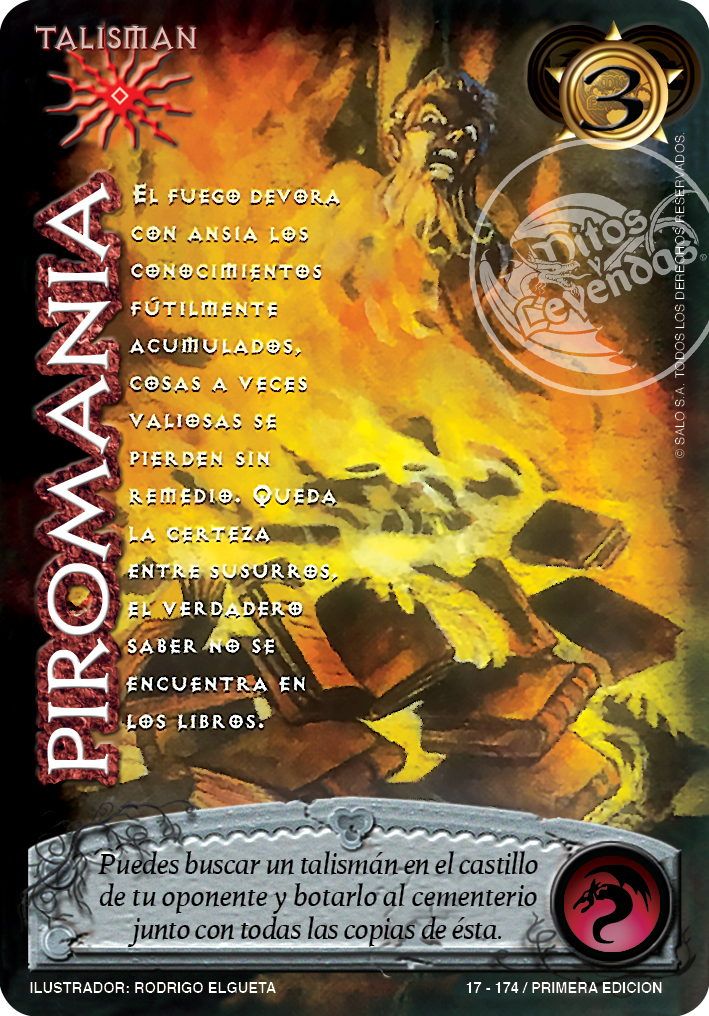 TALISMAN
3
PIROMANIA
El fuego devora
con ansia los
conocimientos
fútilmente
acumulados,
cosas a veces
valiosas se
pierden sin
remedio. Queda
la certeza
entre susurros,
el verdadero
saber no se
encuentra en
los libros.
Mitos
y
Leyendas®
© SALO S.A. TODOS LOS DERECHOS RESERVADOS.
Puedes buscar un talismán en el castillo
de tu oponente y botarlo al cementerio
junto con todas las copias de ésta.
ILUSTRADOR: RODRIGO ELGUETA
17 - 174 / PRIMERA EDICION